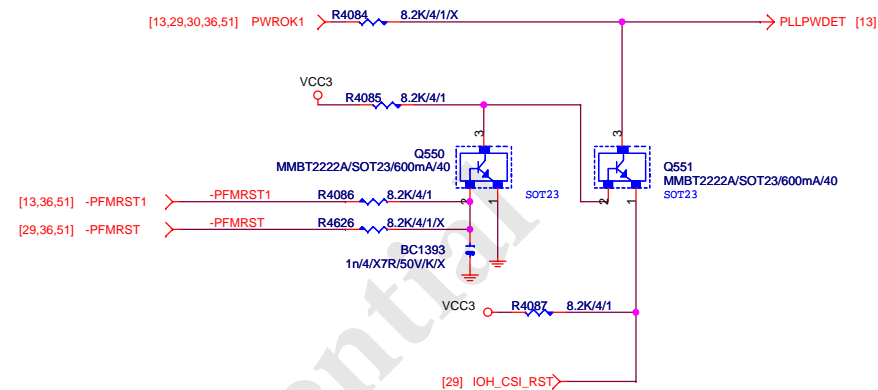 [13,29,30,36,51] PWROK1 R4084 8.2K/4/1/X PLLPWDET [13]
VCC3
R4085 8.2K/4/1
3 3
Q550
MMBT2222A/SOT23/600mA/40
Q551
MMBT2222A/SOT23/600mA/40
SOT23 SOT23
2 1 2 1
[13,36,51] -PFMRST1 -PFMRST1 R4086 8.2K/4/1
[29,36,51] -PFMRST -PFMRST R4626 8.2K/4/1/X
BC1393
1n/4/X7R/50V/K/X
VCC3 R4087 8.2K/4/1
[29] IOH_CSI_RST
ential